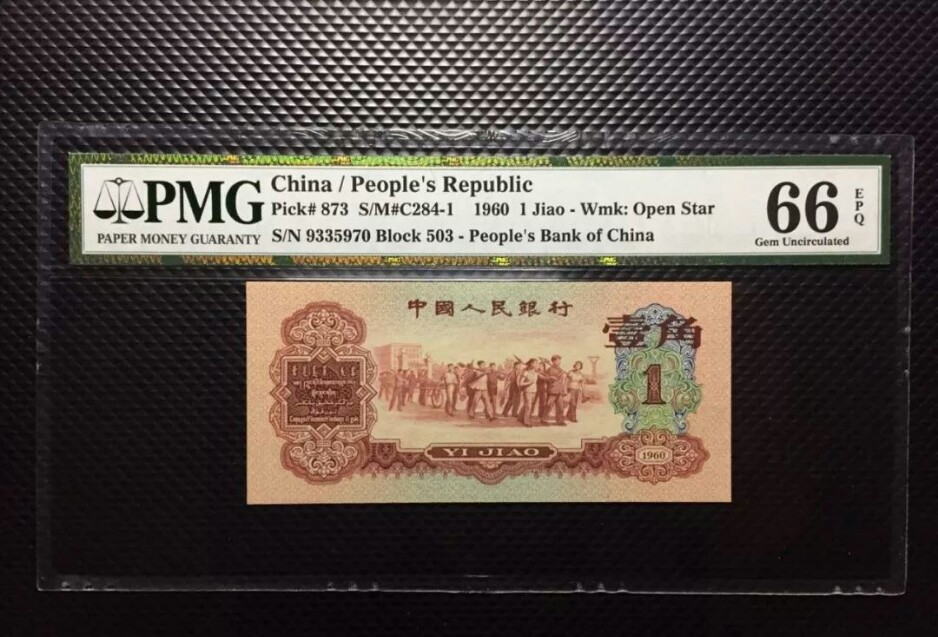 PMG
PAPER MONEY GUARANTY
China / People's Republic
Pick# 873 S/M#C284-1 1960 1 Jiao - Wmk: Open Star
S/N 9335970 Block 503 - People's Bank of China
66
EPQ
Gem Uncirculated
中國人民銀行
壹角
1
YI JIAO
1960